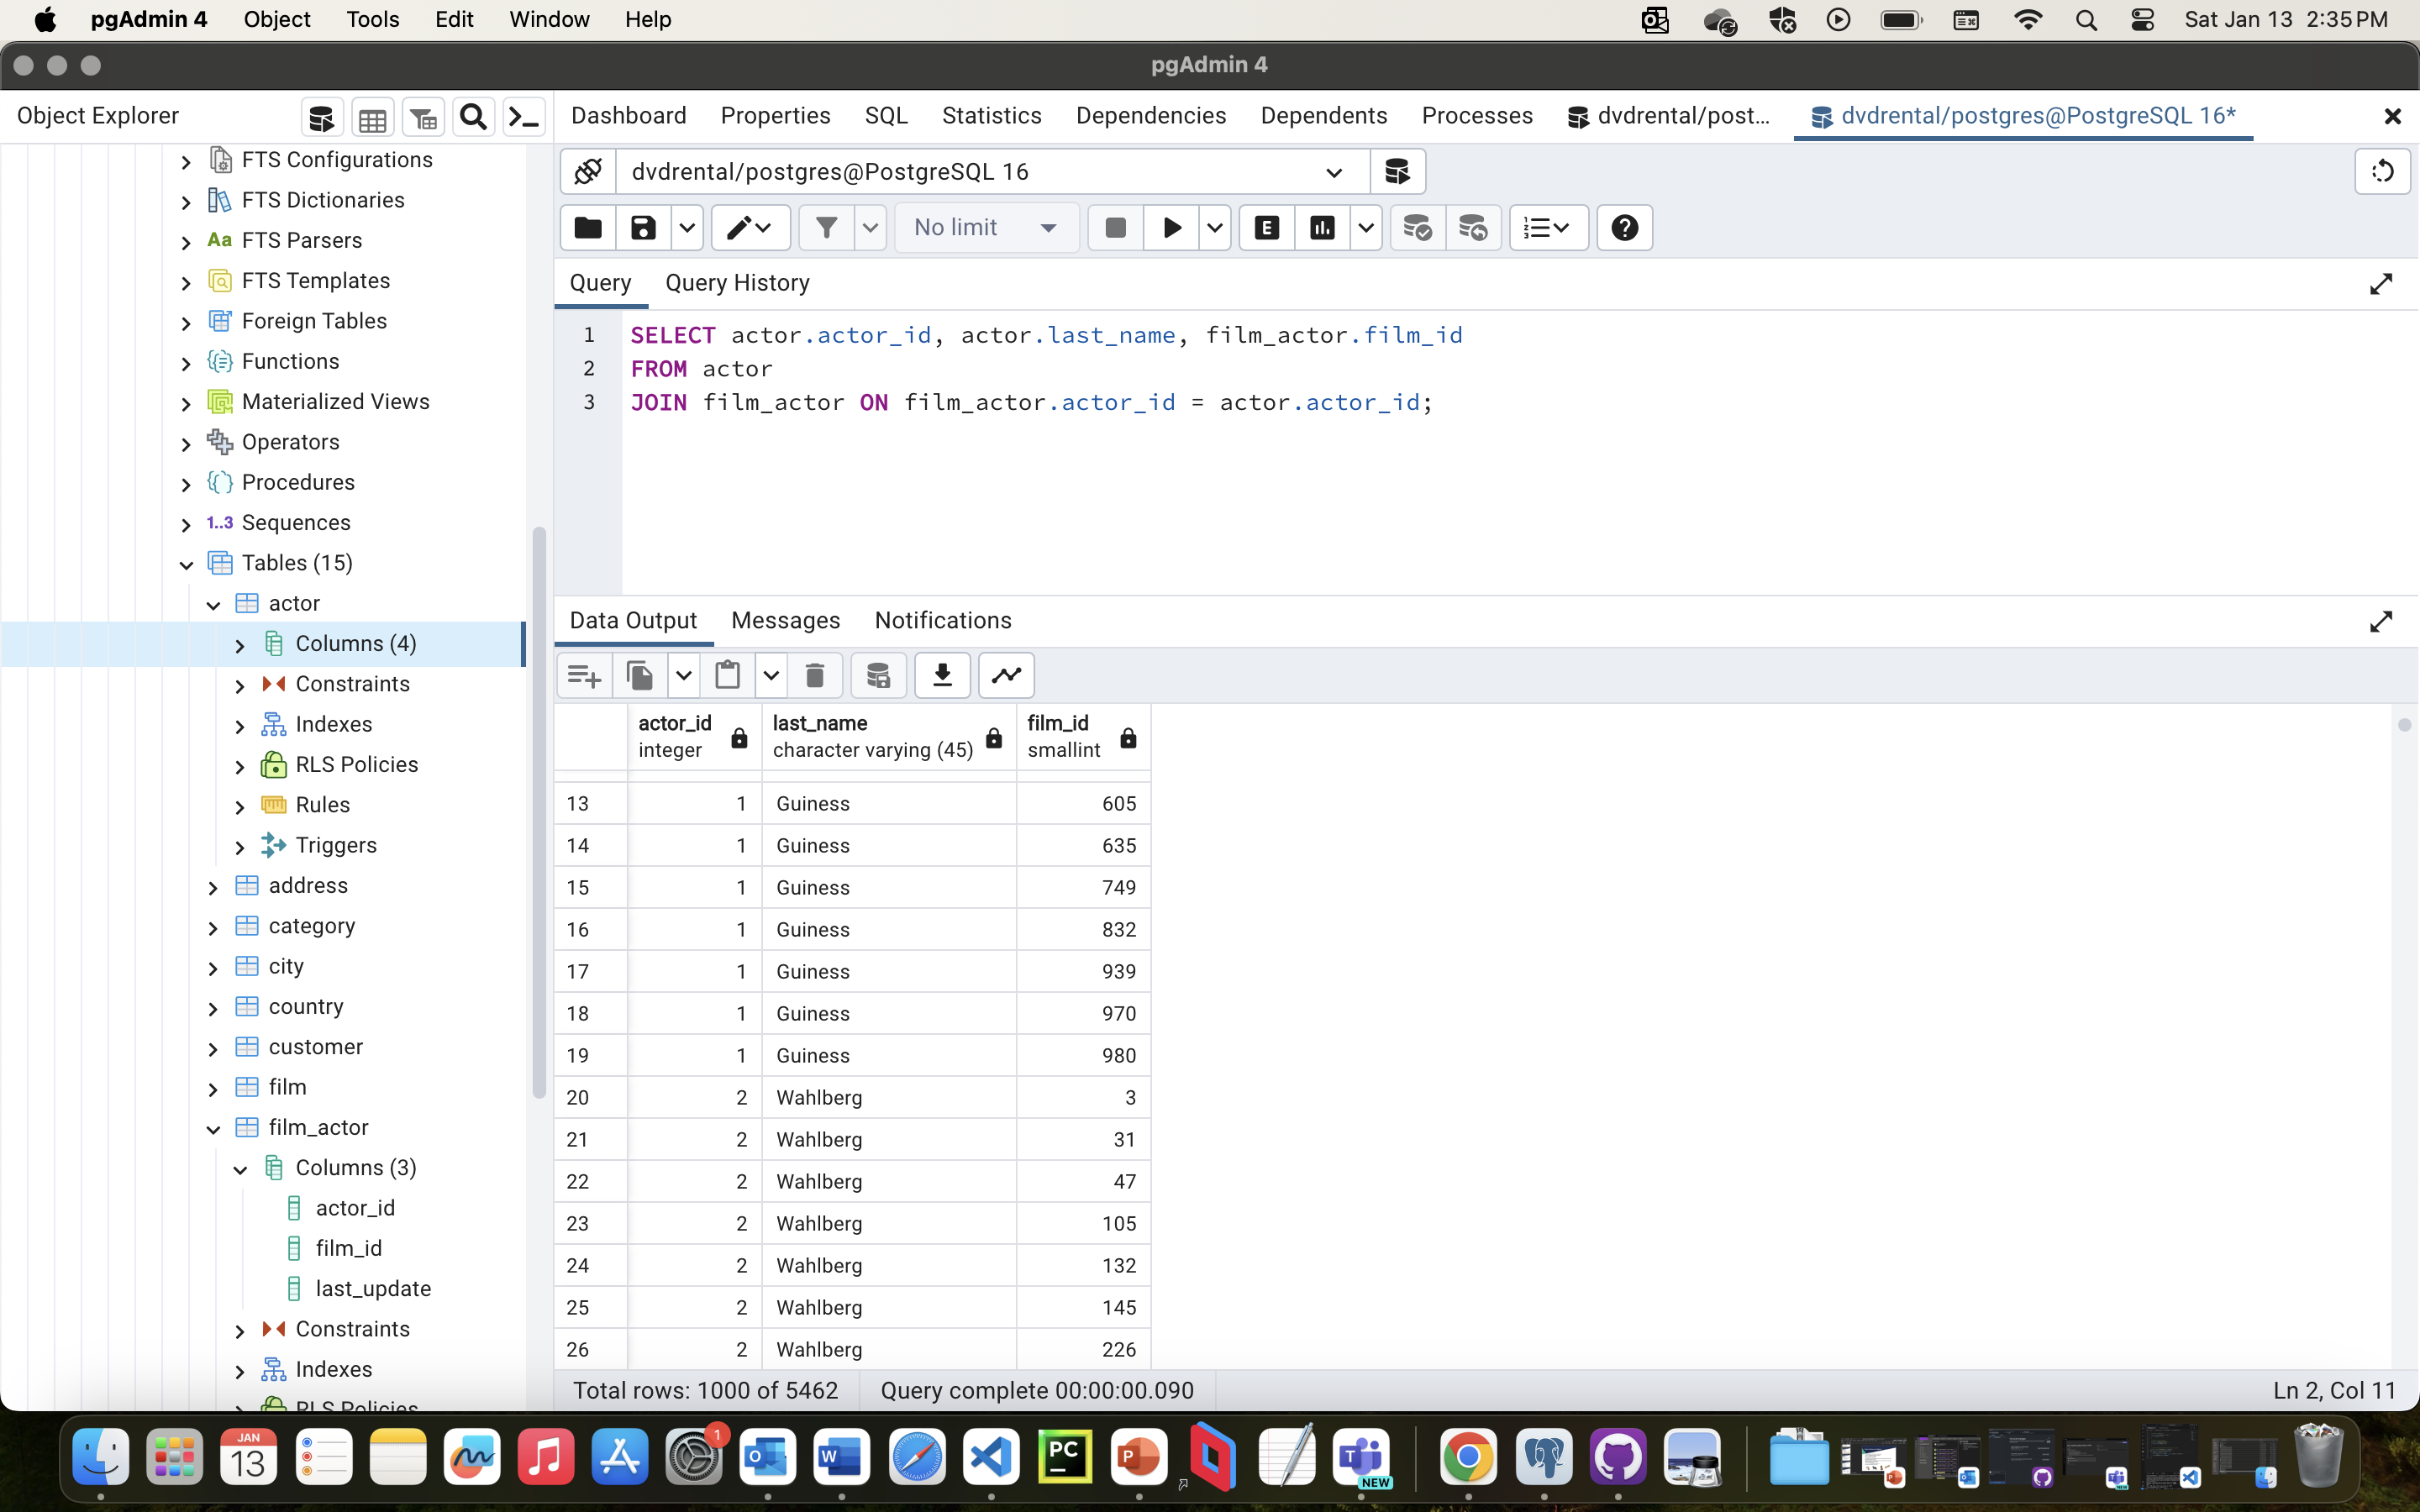 pgAdmin 4 Object Tools Edit Window Help Sat Jan 13 2:35 PM
pgAdmin 4
Object Explorer
Dashboard Properties SQL Statistics Dependencies Dependents Processes dvdrental/post... dvdrental/postgres@PostgreSQL 16*
FTS Configurations
FTS Dictionaries
Aa FTS Parsers
FTS Templates
Foreign Tables
Functions
Materialized Views
Operators
Procedures
1..3 Sequences
Tables (15)
actor
Columns (4)
Constraints
Indexes
RLS Policies
Rules
Triggers
address
category
city
country
customer
film
film_actor
Columns (3)
actor_id
film_id
last_update
Constraints
Indexes
RLS Policies
dvdrental/postgres@PostgreSQL 16
No limit
E
Query Query History
1 SELECT actor.actor_id, actor.last_name, film_actor.film_id
2 FROM actor
3 JOIN film_actor ON film_actor.actor_id = actor.actor_id;
Data Output Messages Notifications
actor_id last_name film_id
integer character varying (45) smallint
13 1 Guiness 605
14 1 Guiness 635
15 1 Guiness 749
16 1 Guiness 832
17 1 Guiness 939
18 1 Guiness 970
19 1 Guiness 980
20 2 Wahlberg 3
21 2 Wahlberg 31
22 2 Wahlberg 47
23 2 Wahlberg 105
24 2 Wahlberg 132
25 2 Wahlberg 145
26 2 Wahlberg 226
Total rows: 1000 of 5462 Query complete 00:00:00.090 Ln 2, Col 11
JAN
13
1
O
W
PC
P
T
NEW